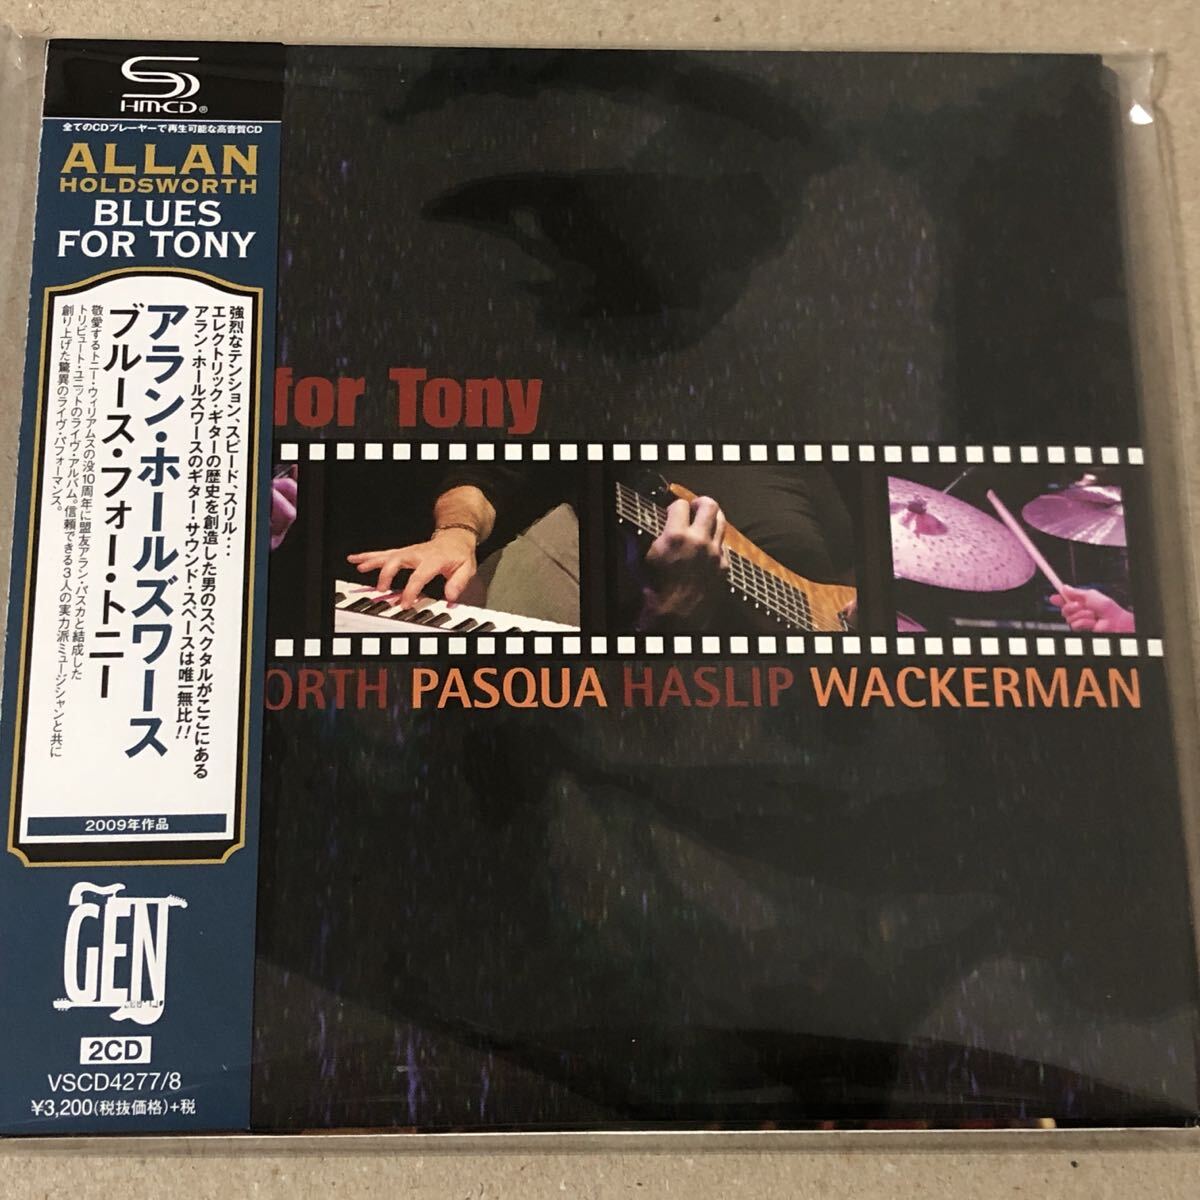 HM-CD®
全てのCDプレーヤーで再生可能な高音質CD
ALLAN
HOLDSWORTH
BLUES
FOR TONY
強烈なテンション、スピード、スリル…
エレクトリック・ギターの歴史を創造した男のスペクタルがここにある
アラン・ホールズワースのギター・サウンド・スペースは唯一無比!!
アラン・ホールズワース
ブルース・フォー・トニー
敬愛するトニー・ウィリアムスの没10周年に盟友アラン・パスカと結成した
トリビュート・ユニットのライヴ・アルバム。信頼できる3人の実力派ミュージシャンと共に
創り上げた驚異のライヴ・パフォーマンス。
2009年作品
GEN
2CD
VSCD4277/8
¥3,200(税抜価格)+税
for Tony
ORTH PASQUA HASLIP WACKERMAN